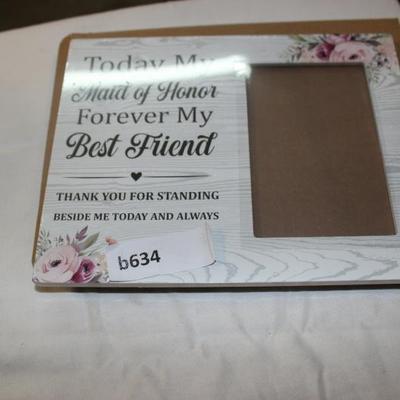 Today My
Maid of Honor
Forever My
Best Friend
THANK YOU FOR STANDING
BESIDE ME TODAY AND ALWAYS
b634